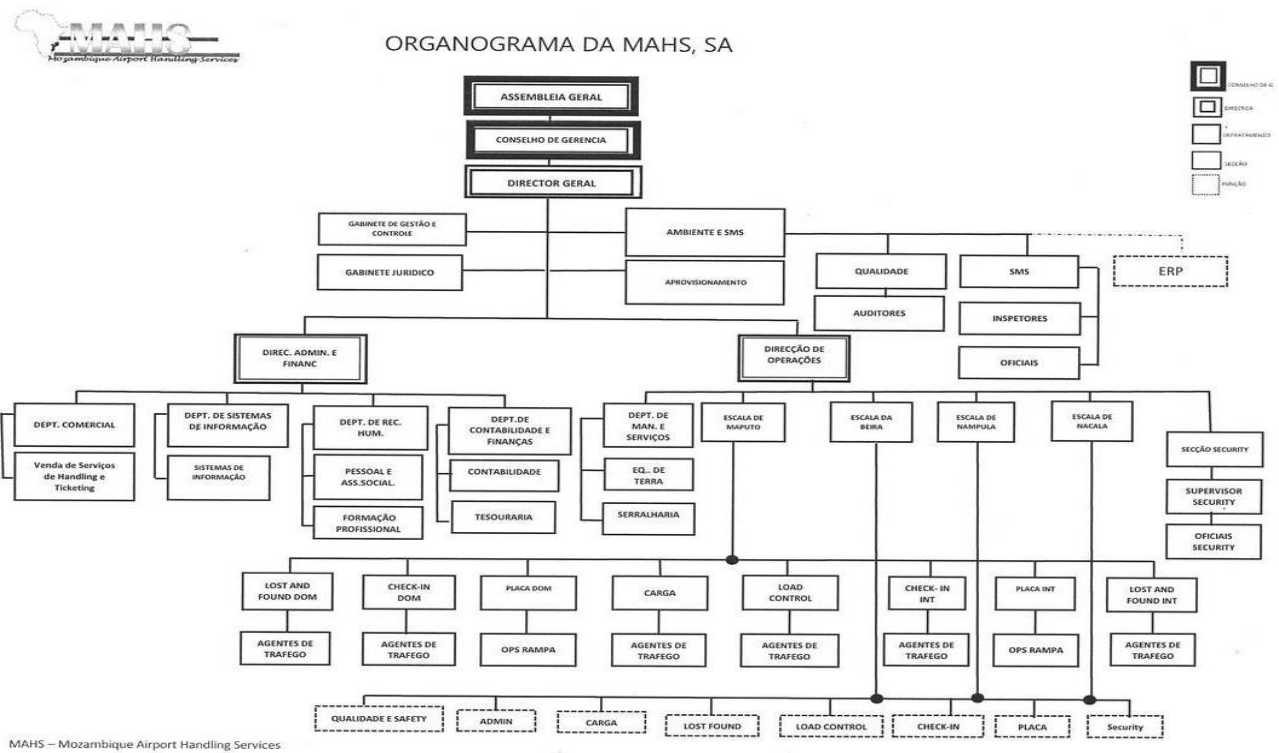 MAHS
Mozambique Airport Handling Services
ORGANOGRAMA DA MAHS, SA
CONSELHO DE G
DEPARTAMENTO
FUNÇÃO
ASSEMBLEIA GERAL
CONSELHO DE GERENCIA
DIRECTOR GERAL
GABINETE DE GESTÃO E
CONTROLE
AMBIENTE E SMS
GABINETE JURIDICO
APROVISIONAMENTO
QUALIDADE
SMS
ERP
AUDITORES
INSPETORES
OFICIAIS
DIREC. ADMIN. E
FINANC
DIRECÇÃO DE
OPERAÇÕES
DEPT. COMERCIAL
Venda de Serviços
de Handling e
Ticketing
DEPT. DE SISTEMAS
DE INFORMAÇÃO
SISTEMAS DE
INFORMAÇÃO
DEPT. DE REC.
HUM.
PESSOAL E
ASS.SOCIAL.
FORMAÇÃO
PROFISSIONAL
DEPT.DE
CONTABILIDADE E
FINANÇAS
CONTABILIDADE
TESOURARIA
DEPT. DE
MAN. E
SERVIÇOS
EQ.. DE
TERRA
SERRALHARIA
ESCALA DE
MAPUTO
ESCALA DA
BEIRA
ESCALA DE
NAMPULA
ESCALA DE
NACALA
SECÇÃO SECURITY
SUPERVISOR
SECURITY
OFICIAIS
SECURITY
LOST AND
FOUND DOM
CHECK-IN
DOM
PLACA DOM
CARGA
LOAD
CONTROL
CHECK- IN
INT
PLACA INT
LOST AND
FOUND INT
AGENTES DE
TRAFEGO
AGENTES DE
TRAFEGO
OPS RAMPA
AGENTES DE
TRAFEGO
AGENTES DE
TRAFEGO
AGENTES DE
TRAFEGO
OPS RAMPA
AGENTES DE
TRAFEGO
QUALIDADE E SAFETY
ADMIN
CARGA
LOST FOUND
LOAD CONTROL
CHECK-IN
PLACA
Security
MAHS – Mozambique Airport Handling Services